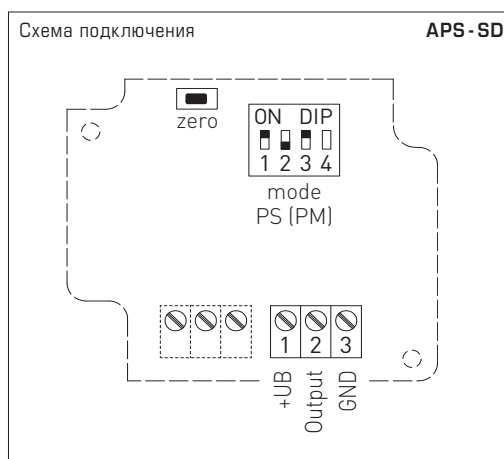 Схема подключения APS-SD
zero
ON DIP
1 2 3 4
mode
PS (PM)
1 2 3
+UB
Output
GND